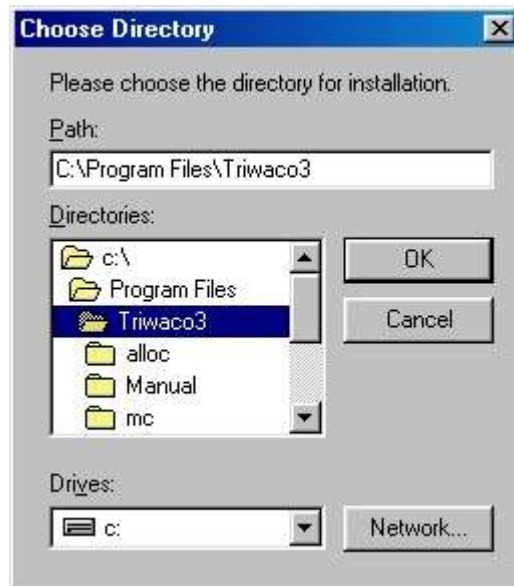 Choose Directory
Please choose the directory for installation.
Path:
C:\Program Files\Triwaco3
Directories:
c:\
OK
Program Files
Triwaco3
Cancel
alloc
Manual
mc
Drives:
c:
Network...